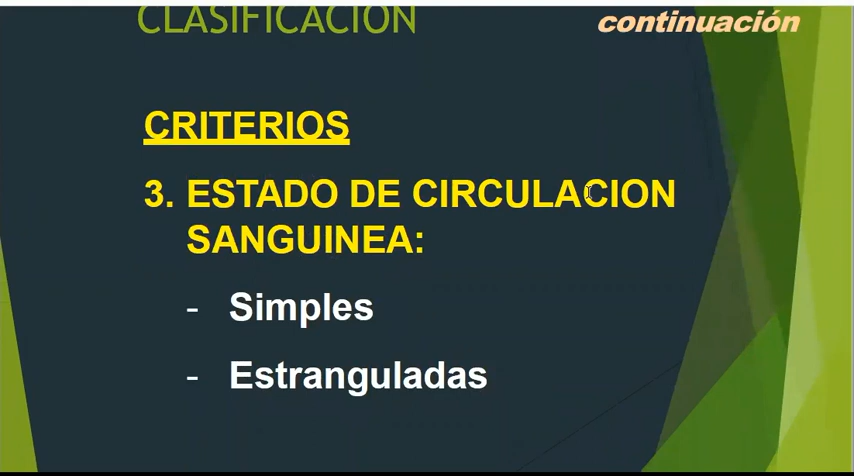 CLASIFICACION
continuación
CRITERIOS
3. ESTADO DE CIRCULACION
SANGUINEA:
- Simples
- Estranguladas